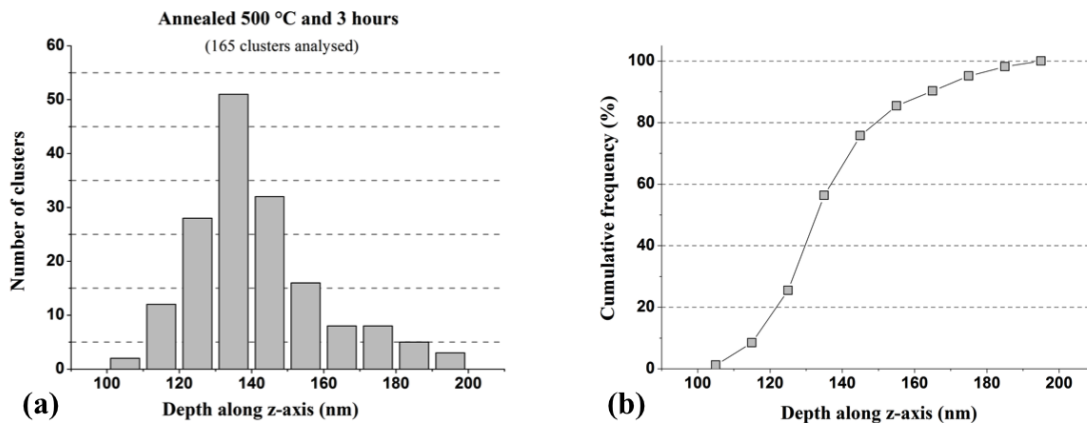 Annealed 500 °C and 3 hours
(165 clusters analysed)
60
50
40
30
20
10
0
Number of clusters
100 120 140 160 180 200
Depth along z-axis (nm)
(a)
100
80
60
40
20
0
Cumulative frequency (%)
100 120 140 160 180 200
Depth along z-axis (nm)
(b)